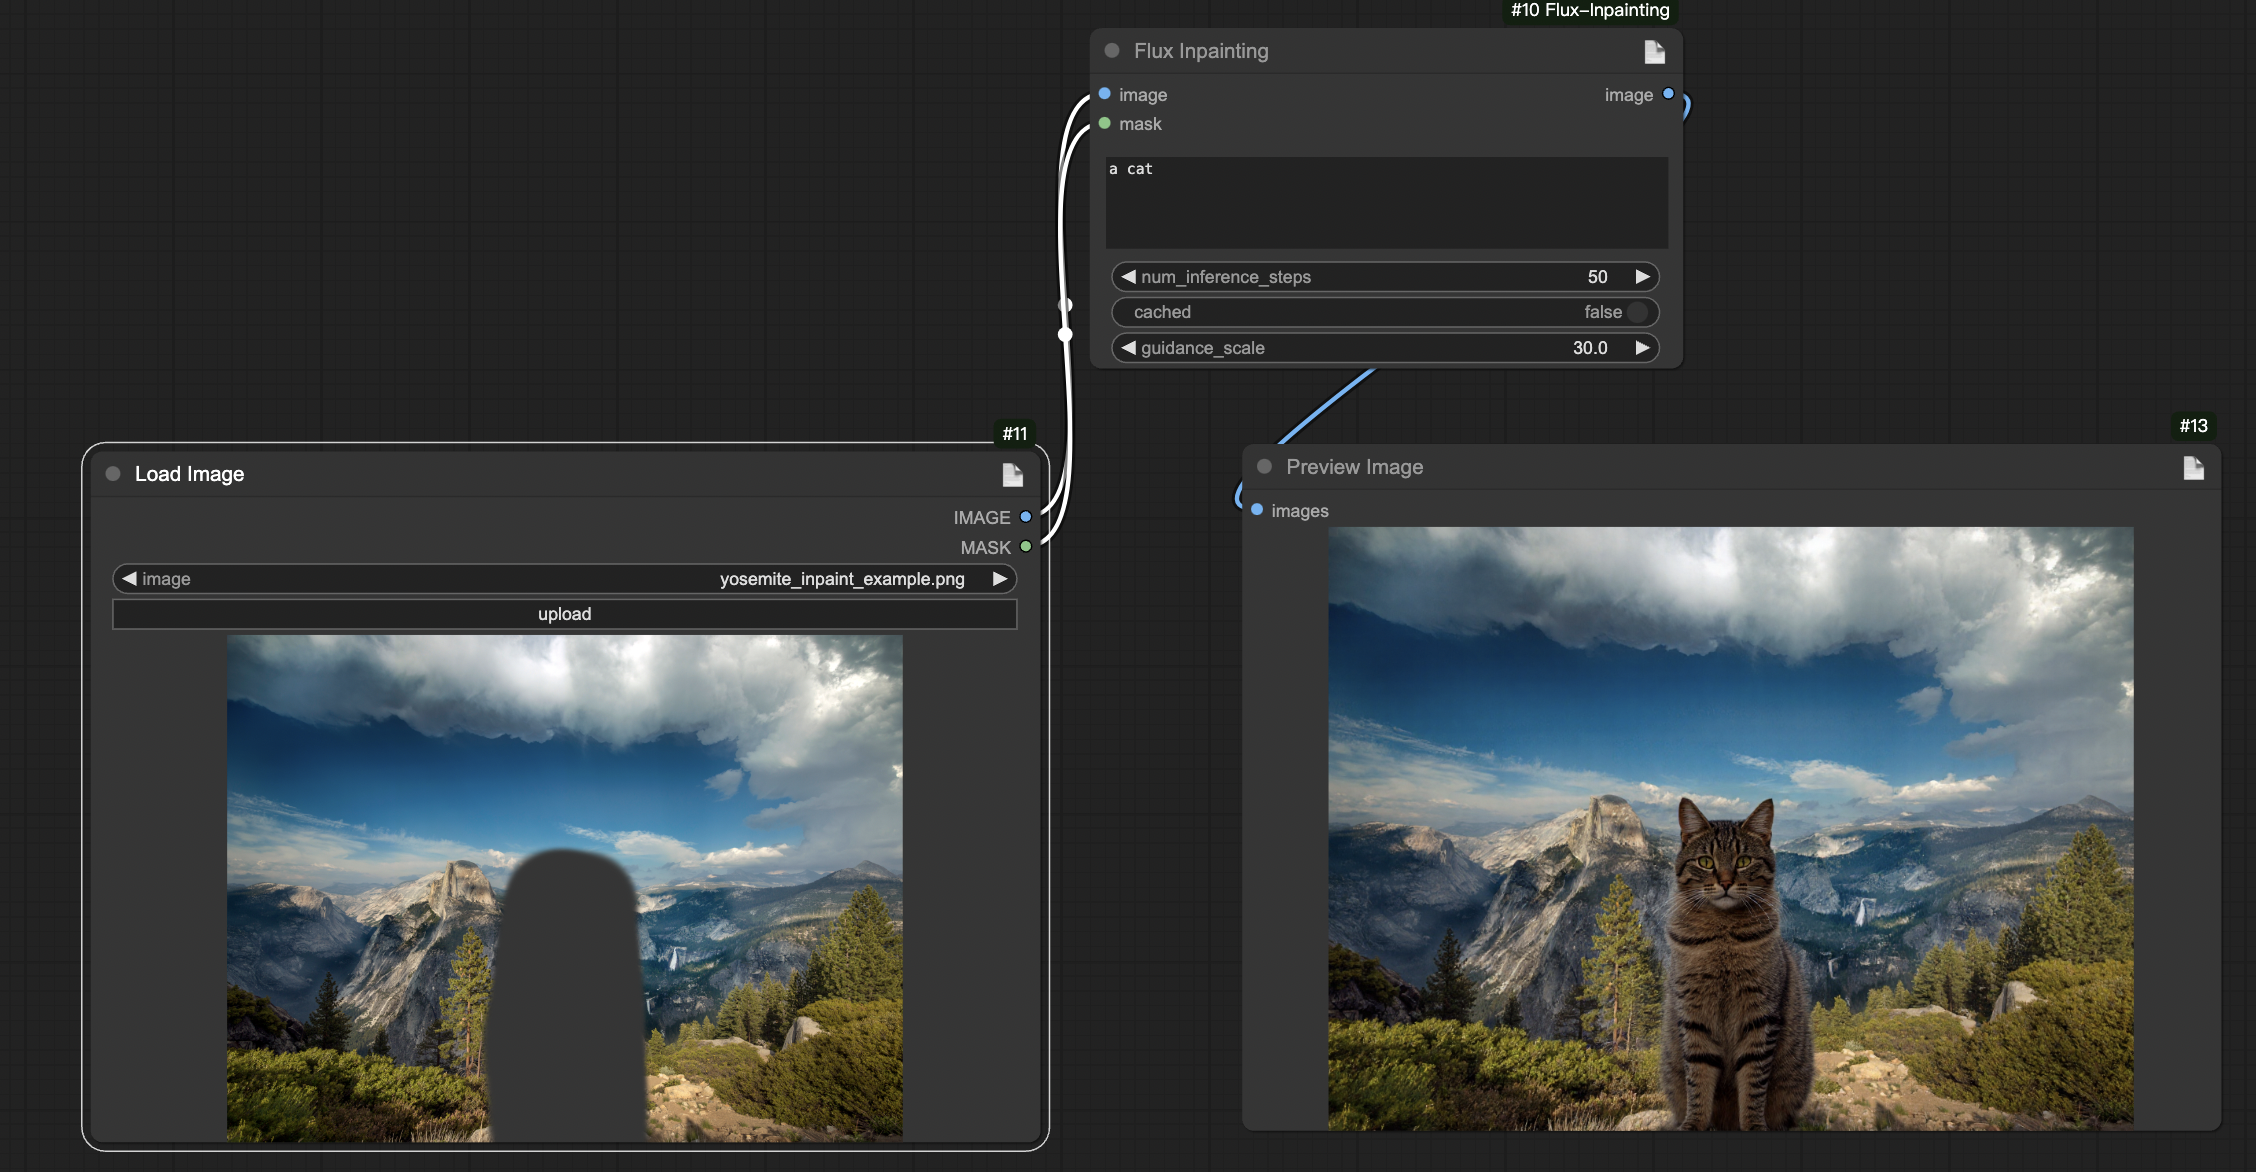 #10 Flux-Inpainting
Flux Inpainting
image
image
mask
a cat
num_inference_steps 50
cached false
guidance_scale 30.0
#11
Load Image
IMAGE
MASK
image yosemite_inpaint_example.png
upload
#13
Preview Image
images